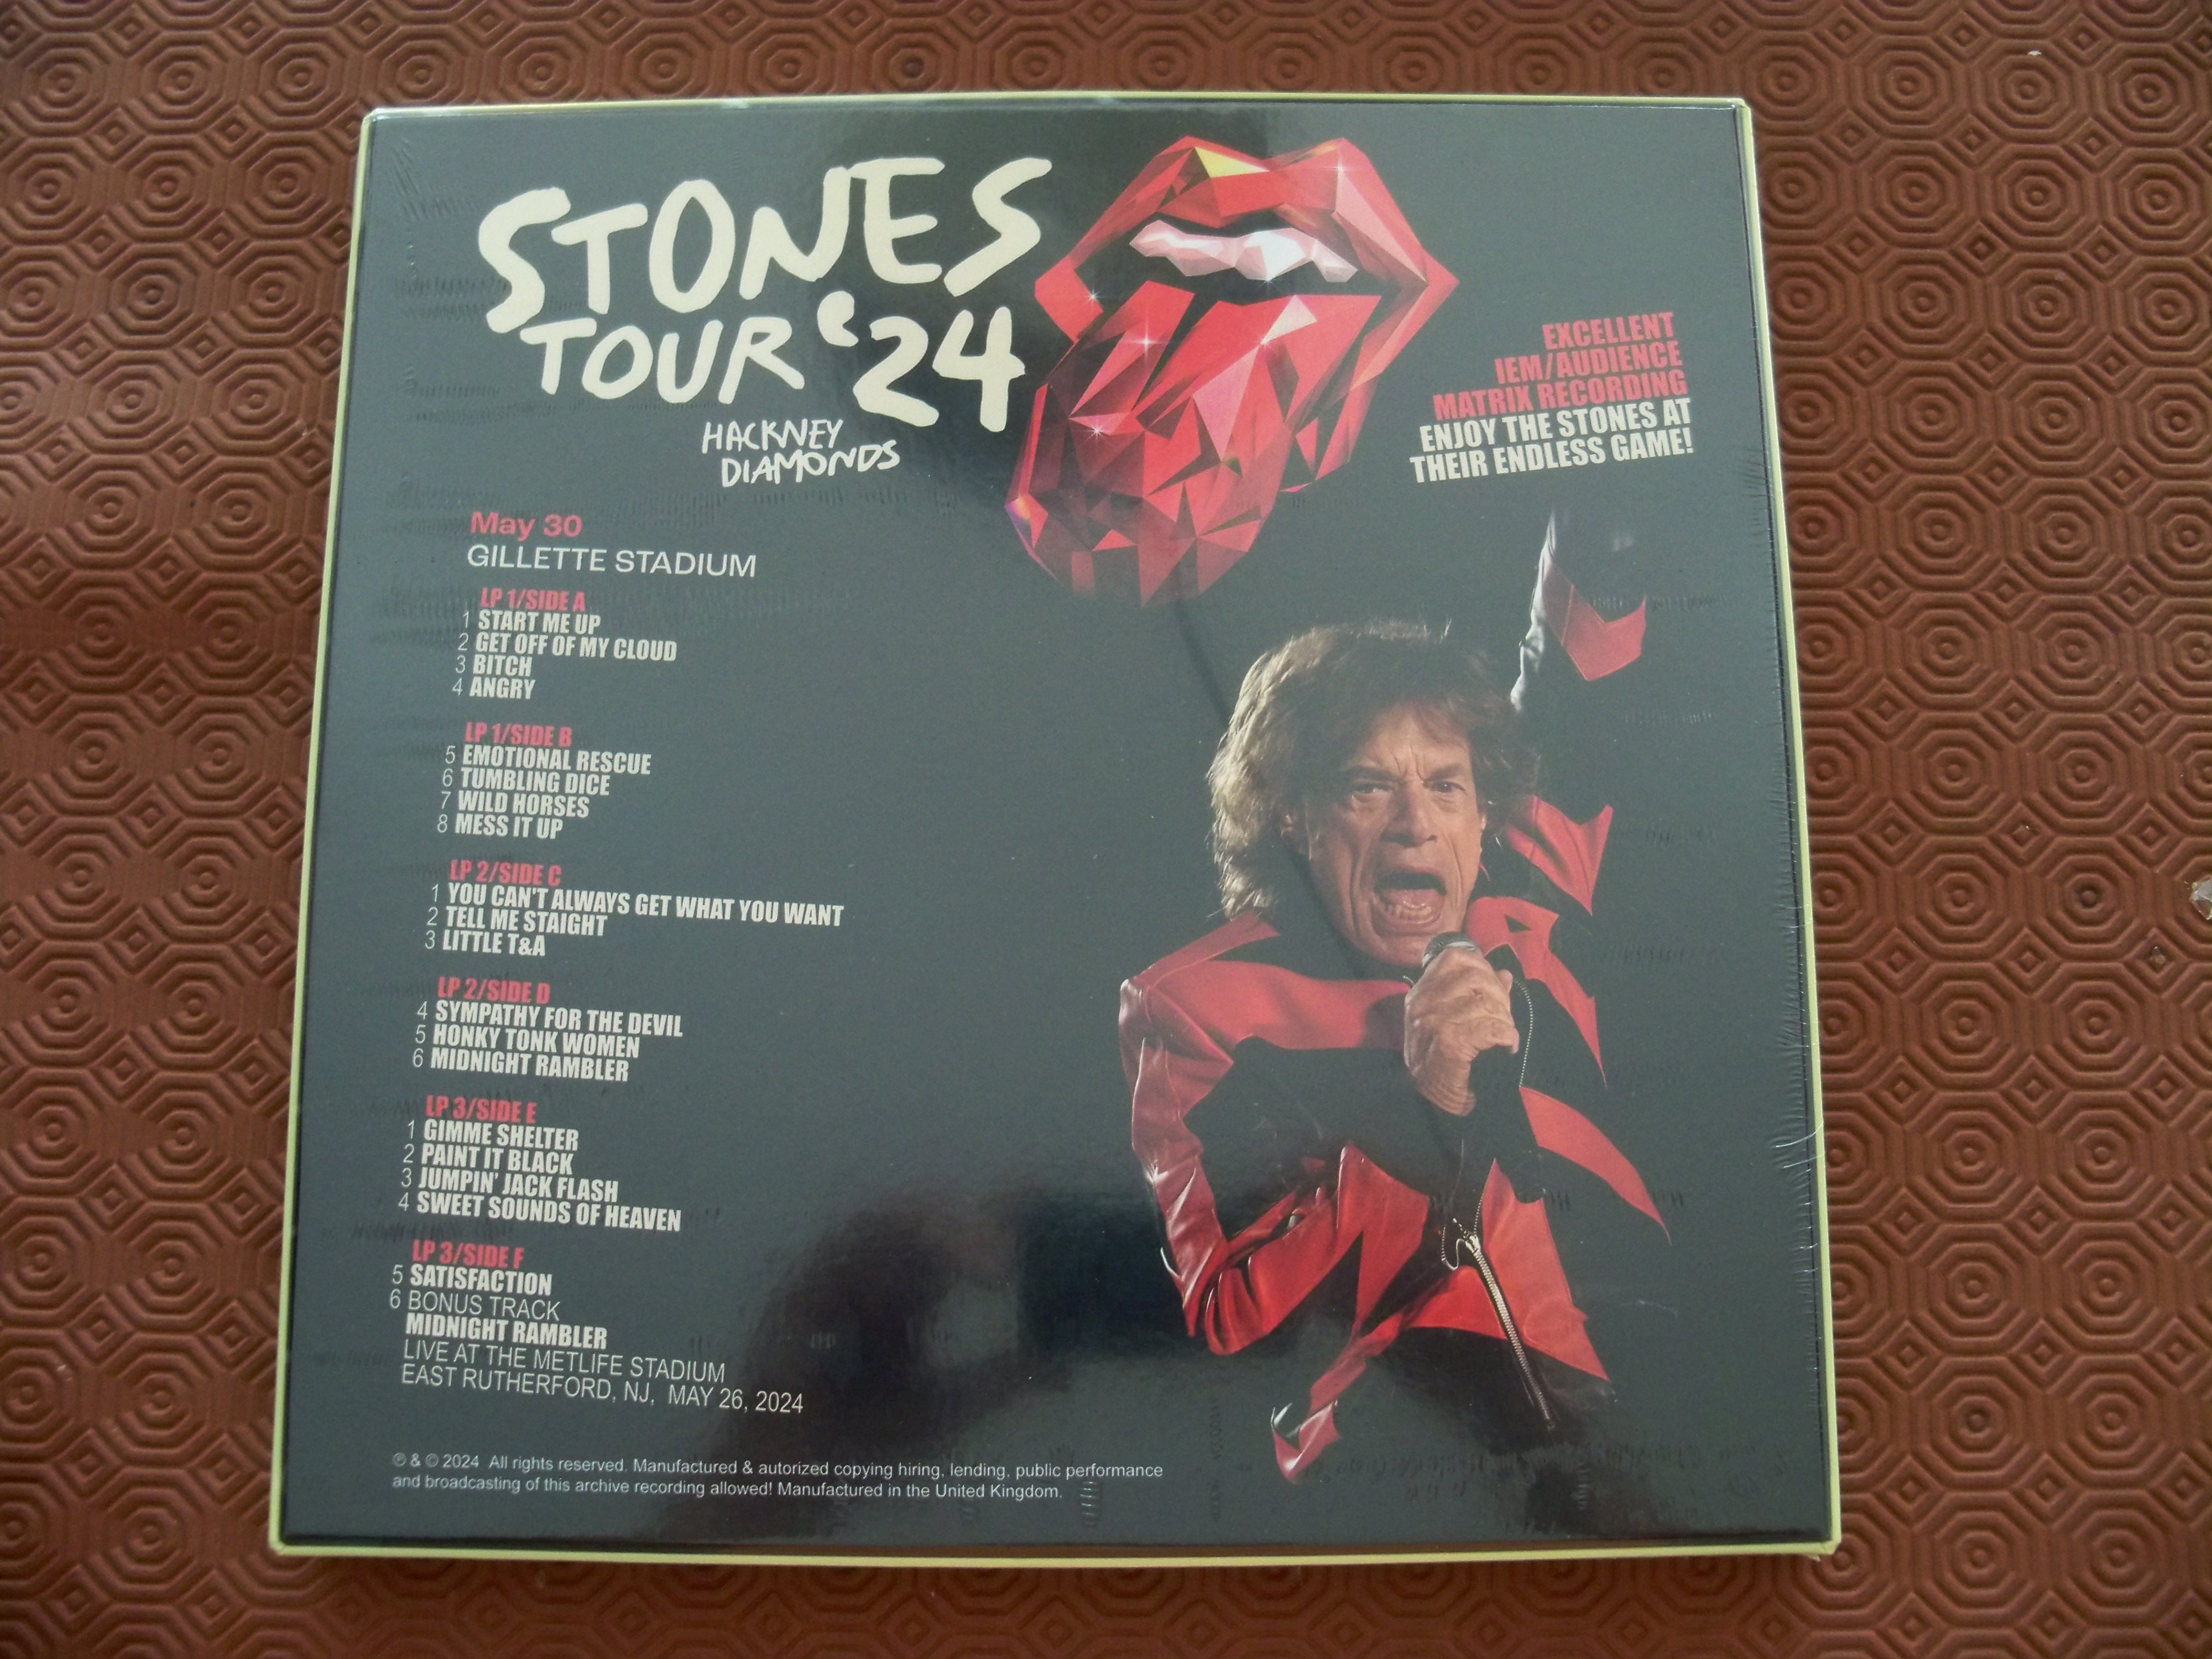 STONES
TOUR '24
HACKNEY
DIAMONDS
EXCELLENT
IEM/AUDIENCE
MATRIX RECORDING
ENJOY THE STONES AT
THEIR ENDLESS GAME!
May 30
GILLETTE STADIUM
LP 1/SIDE A
1 START ME UP
2 GET OFF OF MY CLOUD
3 BITCH
4 ANGRY
LP 1/SIDE B
5 EMOTIONAL RESCUE
6 TUMBLING DICE
7 WILD HORSES
8 MESS IT UP
LP 2/SIDE C
1 YOU CAN'T ALWAYS GET WHAT YOU WANT
2 TELL ME STAIGHT
3 LITTLE T&A
LP 2/SIDE D
4 SYMPATHY FOR THE DEVIL
5 HONKY TONK WOMEN
6 MIDNIGHT RAMBLER
LP 3/SIDE E
1 GIMME SHELTER
2 PAINT IT BLACK
3 JUMPIN' JACK FLASH
4 SWEET SOUNDS OF HEAVEN
LP 3/SIDE F
5 SATISFACTION
6 BONUS TRACK
MIDNIGHT RAMBLER
LIVE AT THE METLIFE STADIUM
EAST RUTHERFORD, NJ, MAY 26, 2024
℗ & © 2024 All rights reserved. Manufactured & autorized copying hiring, lending, public performance
and broadcasting of this archive recording allowed! Manufactured in the United Kingdom.